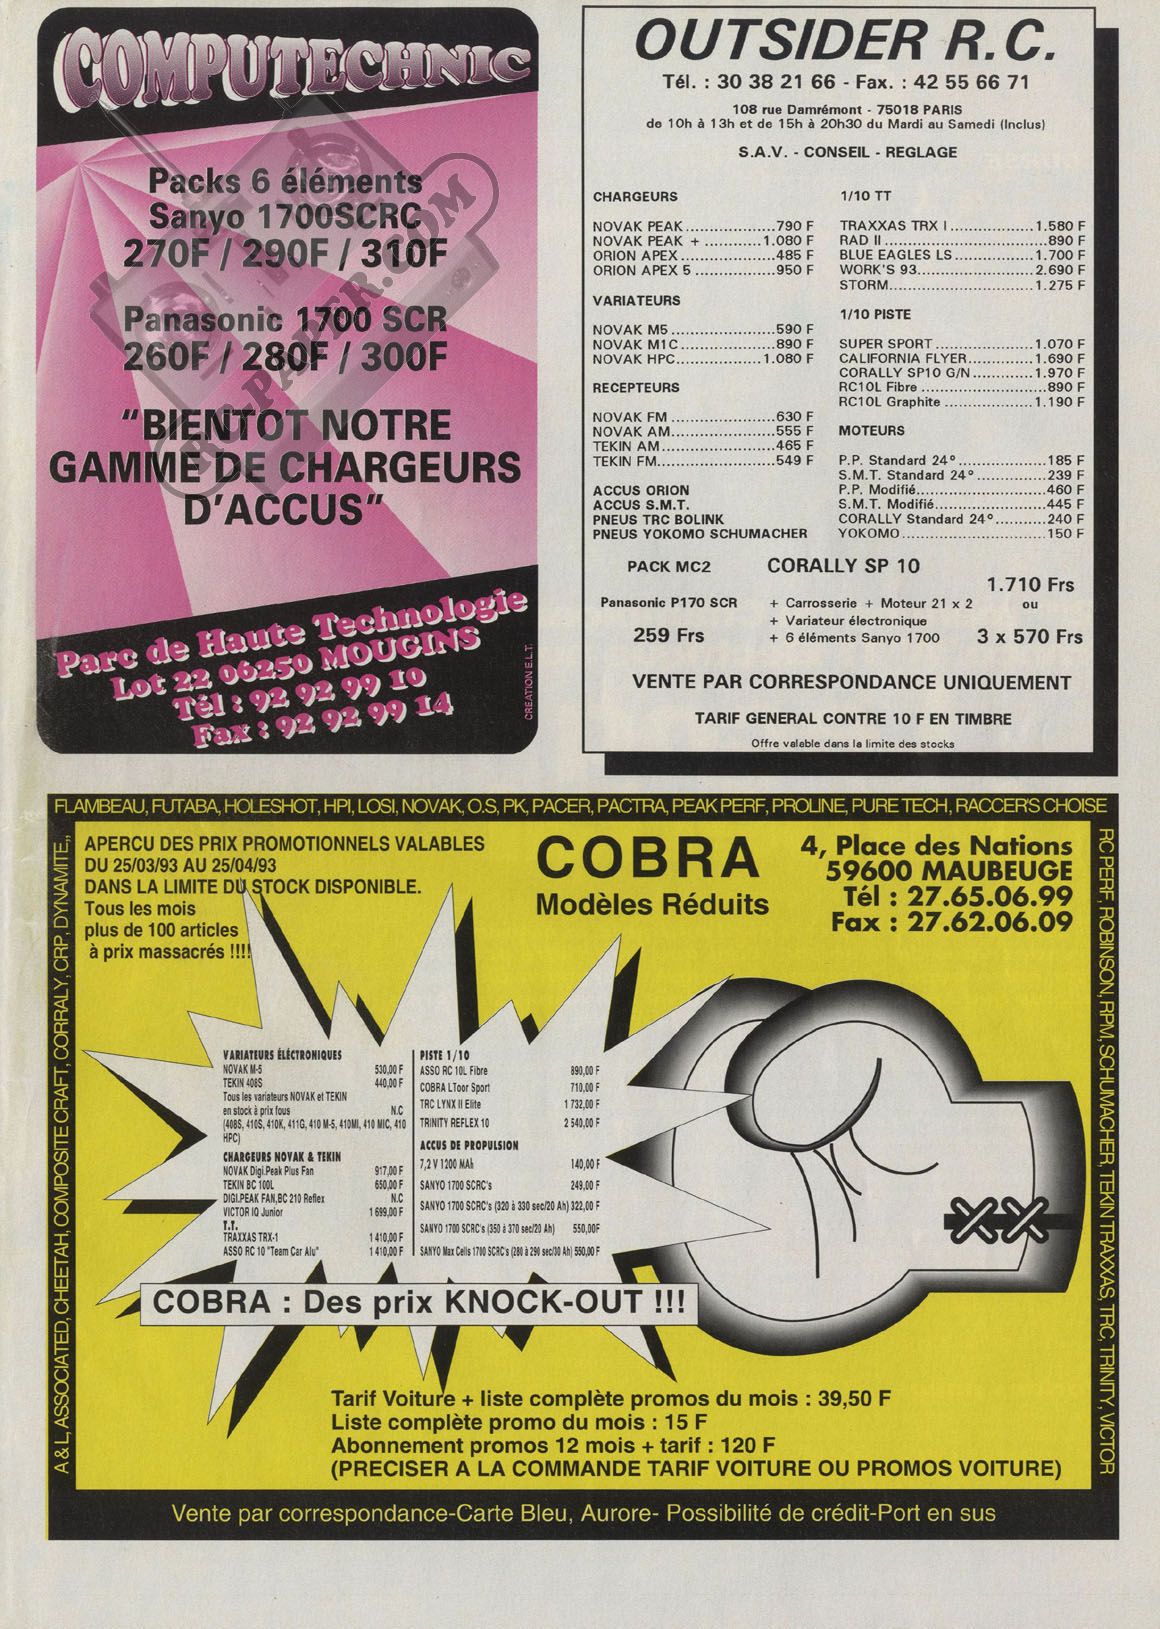 COMPUTECHNIC
Packs 6 éléments
Sanyo 1700SCRC
270F / 290F / 310F
Panasonic 1700 SCR
260F / 280F / 300F
"BIENTOT NOTRE
GAMME DE CHARGEURS
D'ACCUS"
Parc de Haute Technologie
Lot 22 06250 MOUGINS
Tél : 92 92 99 10
Fax : 92 92 99 14
CREATION E.L.T.
RC-PAPER.COM
OUTSIDER R.C.
Tél. : 30 38 21 66 - Fax. : 42 55 66 71
108 rue Damrémont - 75018 PARIS
de 10h à 13h et de 15h à 20h30 du Mardi au Samedi (Inclus)
S.A.V. - CONSEIL - REGLAGE
CHARGEURS
NOVAK PEAK....................790 F
NOVAK PEAK + .............1.080 F
ORION APEX.....................485 F
ORION APEX 5 ..................950 F
VARIATEURS
NOVAK M5 .......................590 F
NOVAK M1C......................890 F
NOVAK HPC....................1.080 F
RECEPTEURS
NOVAK FM ........................630 F
NOVAK AM........................555 F
TEKIN AM..........................465 F
TEKIN FM...........................549 F
ACCUS ORION
ACCUS S.M.T.
PNEUS TRC BOLINK
PNEUS YOKOMO SCHUMACHER
1/10 TT
TRAXXAS TRX I ...................1.580 F
RAD II .......................................890 F
BLUE EAGLES LS..................1.700 F
WORK'S 93..........................2.690 F
STORM.................................1.275 F
1/10 PISTE
SUPER SPORT .......................1.070 F
CALIFORNIA FLYER...............1.690 F
CORALLY SP10 G/N..............1.970 F
RC10L Fibre .............................890 F
RC10L Graphite .....................1.190 F
MOTEURS
P.P. Standard 24° ...................185 F
S.M.T. Standard 24° ................239 F
P.P. Modifié.............................460 F
S.M.T. Modifié.........................445 F
CORALLY Standard 24°...........240 F
YOKOMO ................................150 F
PACK MC2
Panasonic P170 SCR
259 Frs
CORALLY SP 10
+ Carrosserie + Moteur 21 x 2
+ Variateur électronique
+ 6 éléments Sanyo 1700
1.710 Frs
ou
3 x 570 Frs
VENTE PAR CORRESPONDANCE UNIQUEMENT
TARIF GENERAL CONTRE 10 F EN TIMBRE
Offre valable dans la limite des stocks
FLAMBEAU, FUTABA, HOLESHOT, HPI, LOSI, NOVAK, O.S, PK, PACER, PACTRA, PEAK PERF, PROLINE, PURE TECH, RACCER'S CHOISE
A & L, ASSOCIATED, CHEETAH, COMPOSITE CRAFT, CORRALY, CRP, DYNAMITE,,
RC PERF, ROBINSON, RPM, SCHUMACHER, TEKIN TRAXXAS, TRC, TRINITY, VICTOR
APERCU DES PRIX PROMOTIONNELS VALABLES
DU 25/03/93 AU 25/04/93
DANS LA LIMITE DU STOCK DISPONIBLE.
Tous les mois
plus de 100 articles
à prix massacrés !!!!
COBRA
Modèles Réduits
4, Place des Nations
59600 MAUBEUGE
Tél : 27.65.06.99
Fax : 27.62.06.09
VARIATEURS ÉLÉCTRONIQUES
NOVAK M-5 530,00 F
TEKIN 408S 440,00 F
Tous les variateurs NOVAK et TEKIN
en stock à prix fous N.C
(408S, 410S, 410K, 411G, 410 M-5, 410MI, 410 MIC, 410
HPC)
CHARGEURS NOVAK & TEKIN
NOVAK Digi.Peak Plus Fan 917,00 F
TEKIN BC 100L 650,00 F
DIGI.PEAK FAN,BC 210 Reflex N.C
VICTOR IQ Junior 1 699,00 F
T.T.
TRAXXAS TRX-1 1 410,00 F
ASSO RC 10 "Team Car Alu" 1 410,00 F
PISTE 1/10
ASSO RC 10L Fibre 890,00 F
COBRA LToor Sport 710,00 F
TRC LYNX II Elite 1 732,00 F
TRINITY REFLEX 10 2 540,00 F
ACCUS DE PROPULSION
7,2 V 1200 MAh 140,00 F
SANYO 1700 SCRC's 249,00 F
SANYO 1700 SCRC's (320 à 330 sec/20 Ah) 322,00 F
SANYO 1700 SCRC's (350 à 370 sec/20 Ah) 550,00F
SANYO Max Cells 1700 SCRC's (280 à 290 sec/30 Ah) 550,00 F
COBRA : Des prix KNOCK-OUT !!!
Tarif Voiture + liste complète promos du mois : 39,50 F
Liste complète promo du mois : 15 F
Abonnement promos 12 mois + tarif : 120 F
(PRECISER A LA COMMANDE TARIF VOITURE OU PROMOS VOITURE)
Vente par correspondance-Carte Bleu, Aurore- Possibilité de crédit-Port en sus